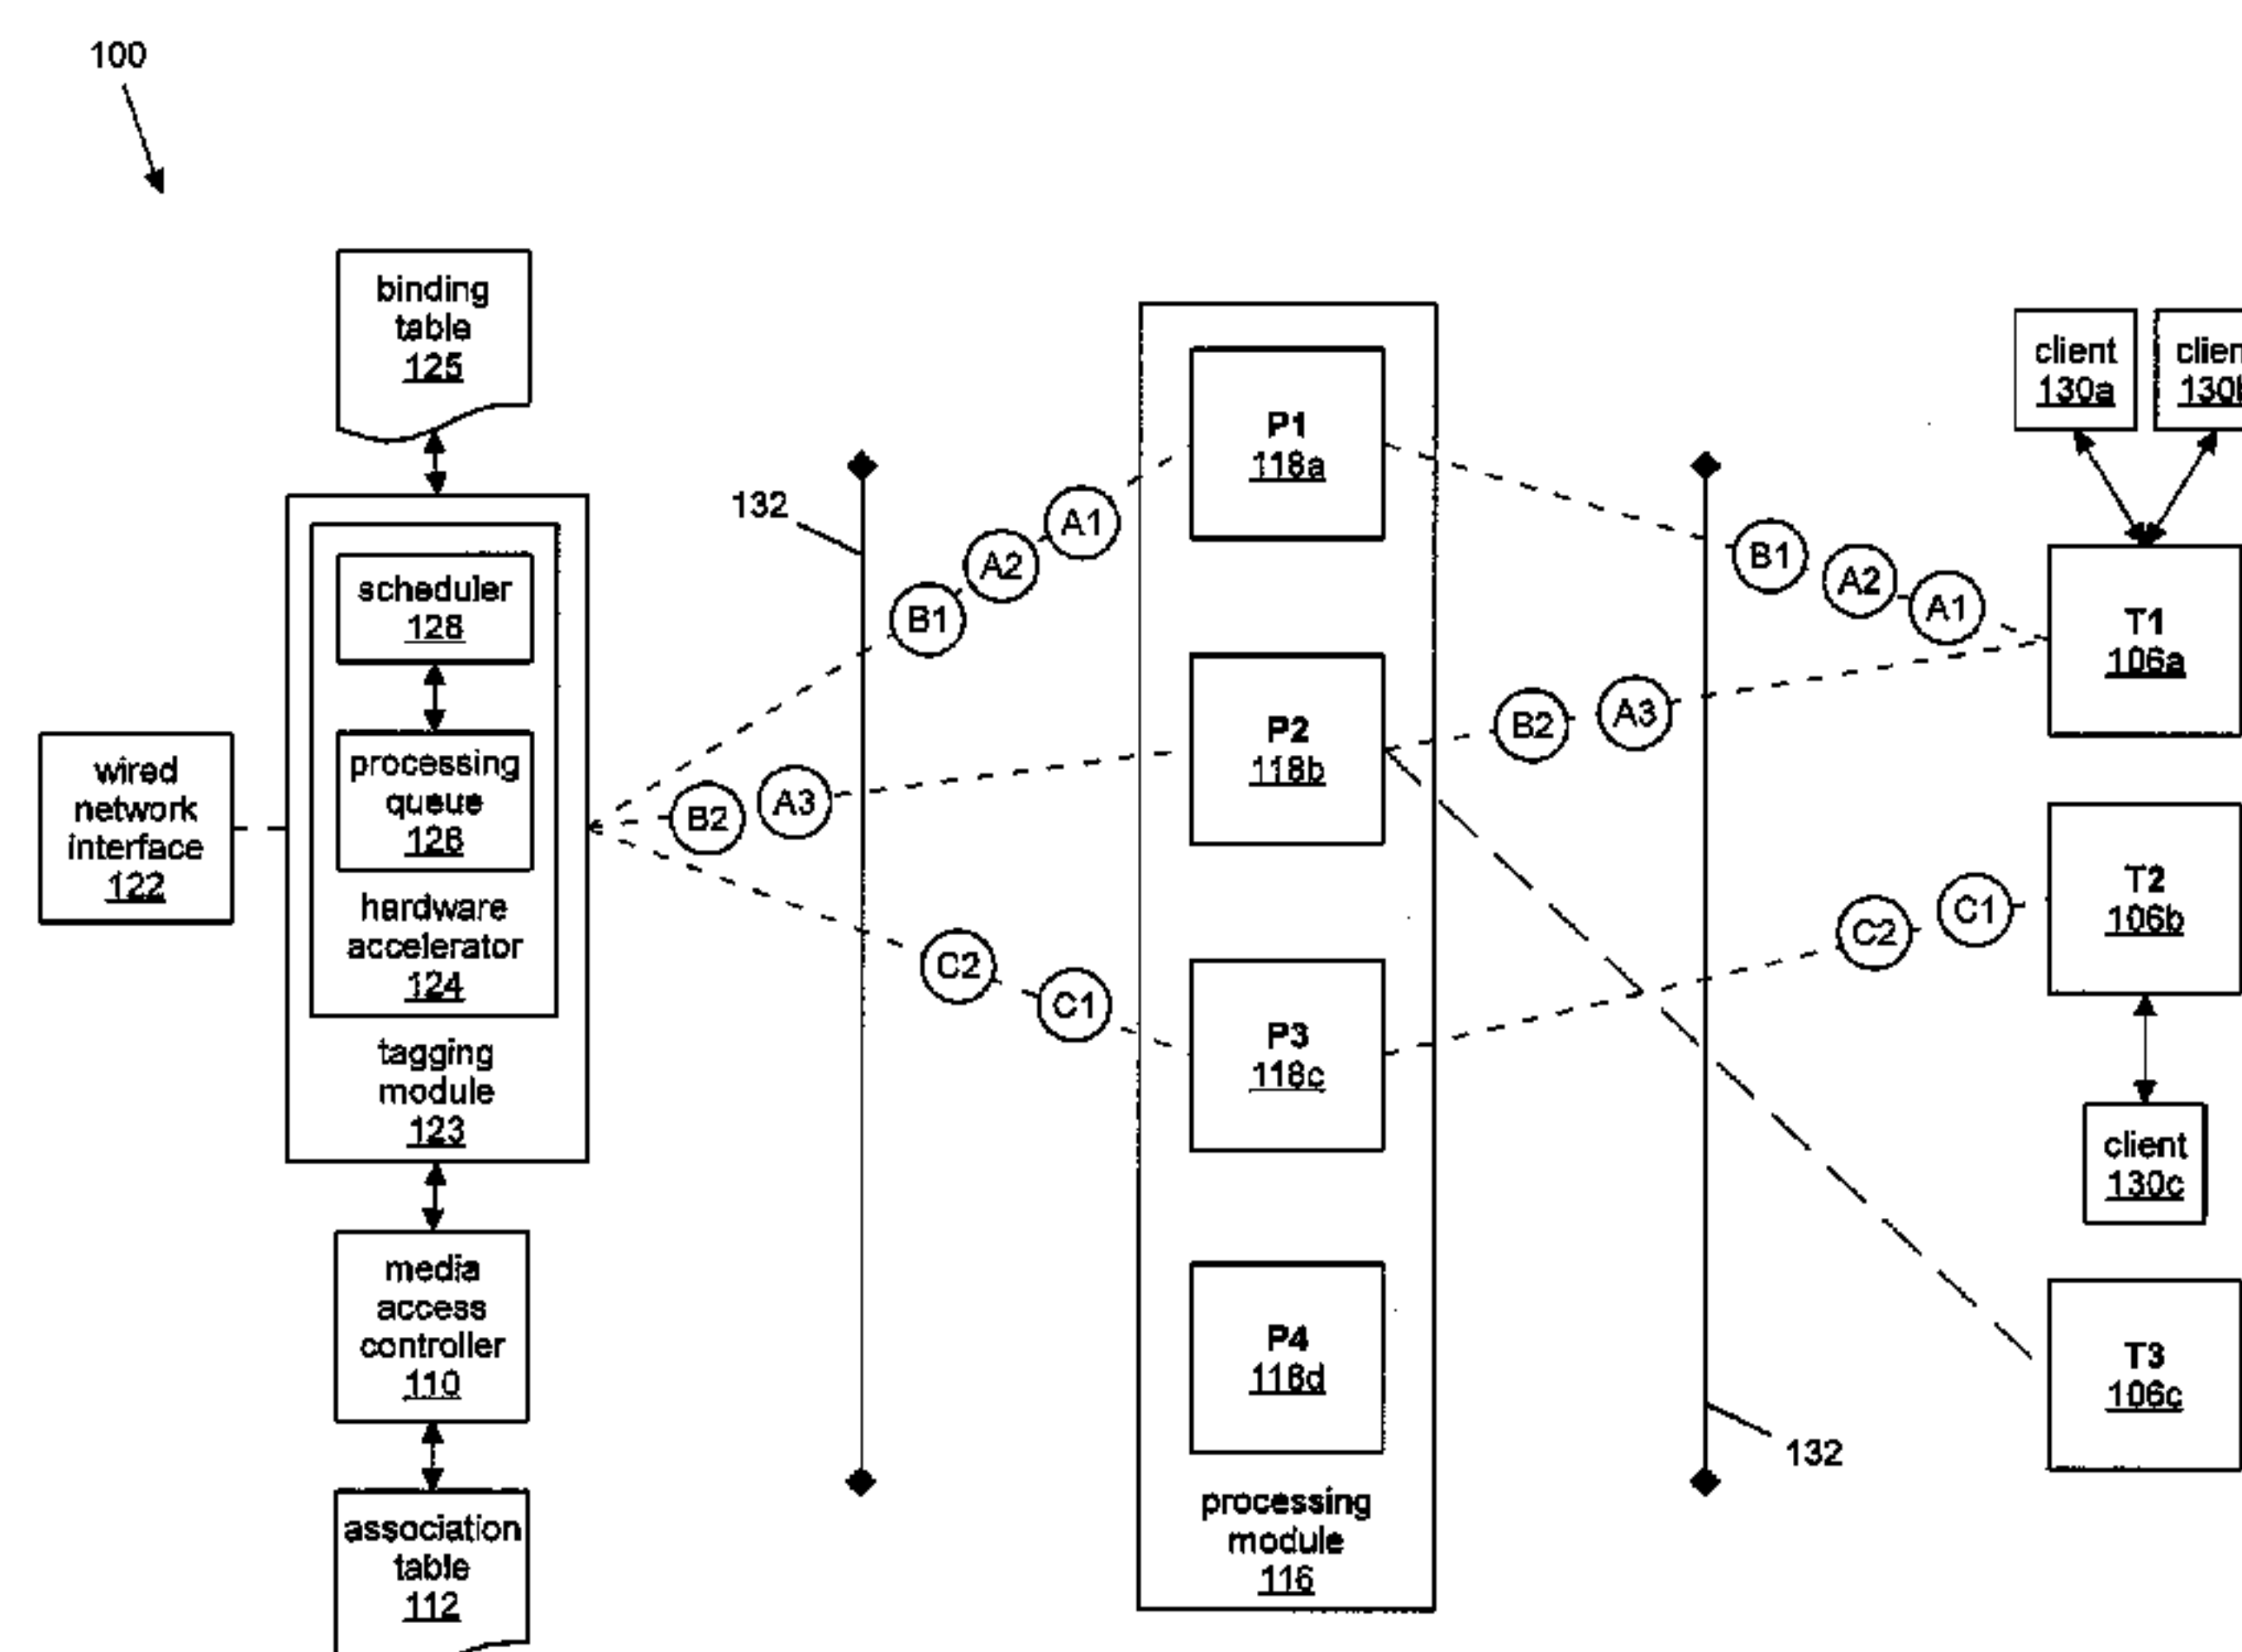 100
binding
table
125
scheduler
128
processing
queue
126
hardware
accelerator
124
tagging
module
123
wired
network
interface
122
media
access
controller
110
association
table
112
132
B1
A2
A1
B2
A3
C2
C1
P1
118a
P2
118b
P3
118c
P4
118d
processing
module
116
B1
A2
A1
B2
A3
C2
C1
132
client
130a
T1
106a
T2
106b
client
130c
T3
106c